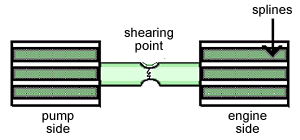 splines
shearing
point
pump
side
engine
side